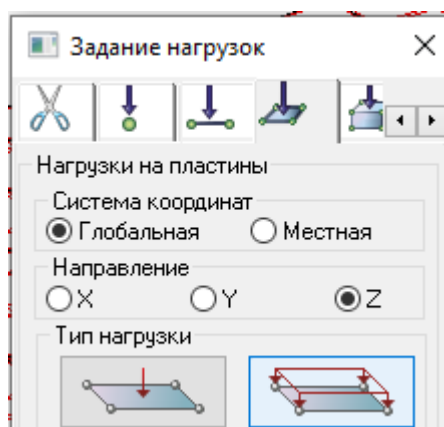 Задание нагрузок
Нагрузки на пластины
Система координат
Глобальная Местная
Направление
X Y Z
Тип нагрузки